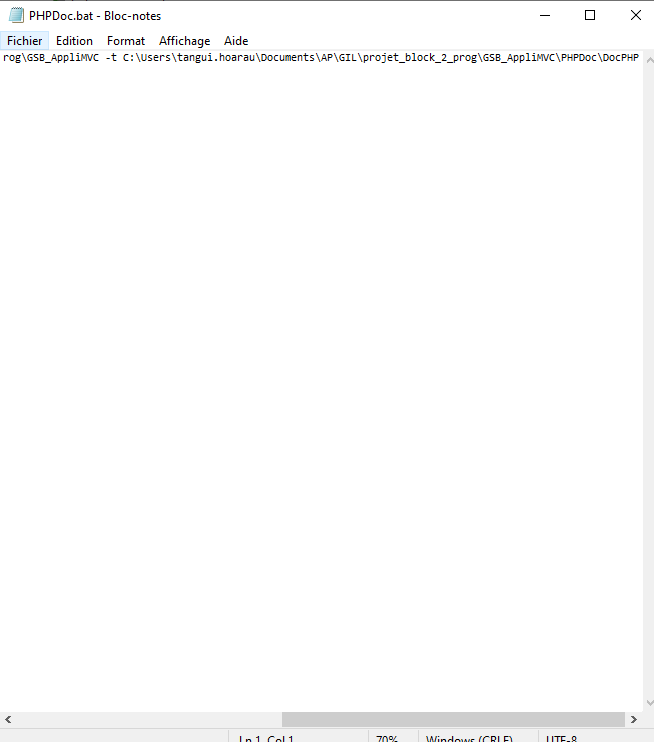 PHPDoc.bat - Bloc-notes
Fichier Edition Format Affichage Aide
rog\GSB_AppliMVC -t C:\Users\tangui.hoarau\Documents\AP\GIL\projet_block_2_prog\GSB_AppliMVC\PHPDoc\DocPHP
Ln 1, Col 1 70% Windows (CRLF) UTF-8